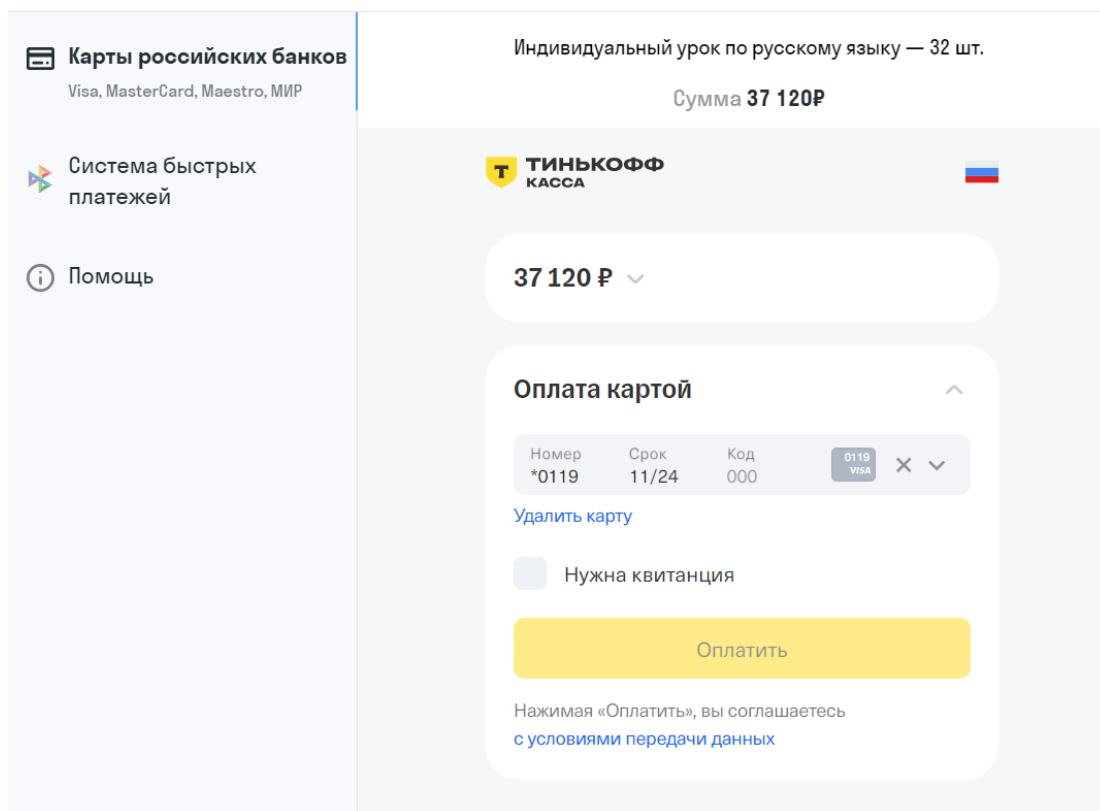 Карты российских банков
Visa, MasterCard, Maestro, МИР
Система быстрых
платежей
Помощь
Индивидуальный урок по русскому языку — 32 шт.
Сумма 37 120₽
Т ТИНЬКОФФ
КАССА
37 120 ₽
Оплата картой
Номер Срок Код
*0119 11/24 000
0119
VISA
Удалить карту
Нужна квитанция
Оплатить
Нажимая «Оплатить», вы соглашаетесь
с условиями передачи данных